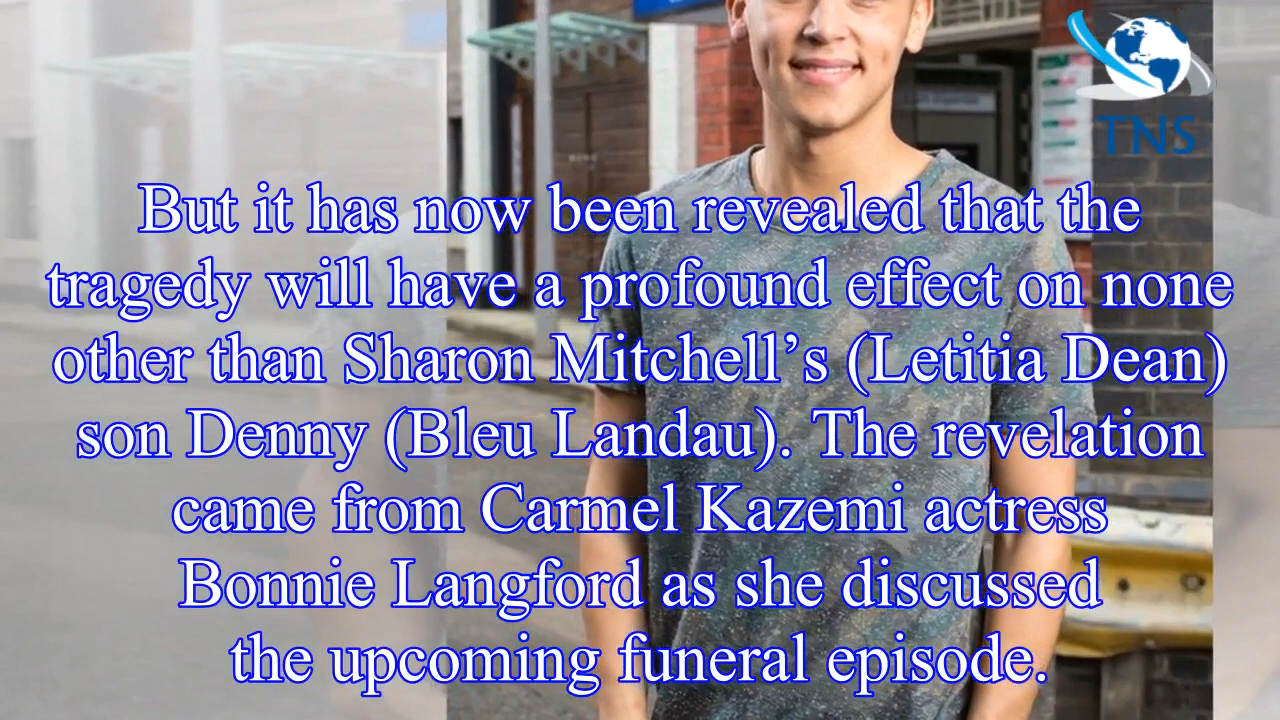 TNS
But it has now been revealed that the
tragedy will have a profound effect on none
other than Sharon Mitchell’s (Letitia Dean)
son Denny (Bleu Landau). The revelation
came from Carmel Kazemi actress
Bonnie Langford as she discussed
the upcoming funeral episode.